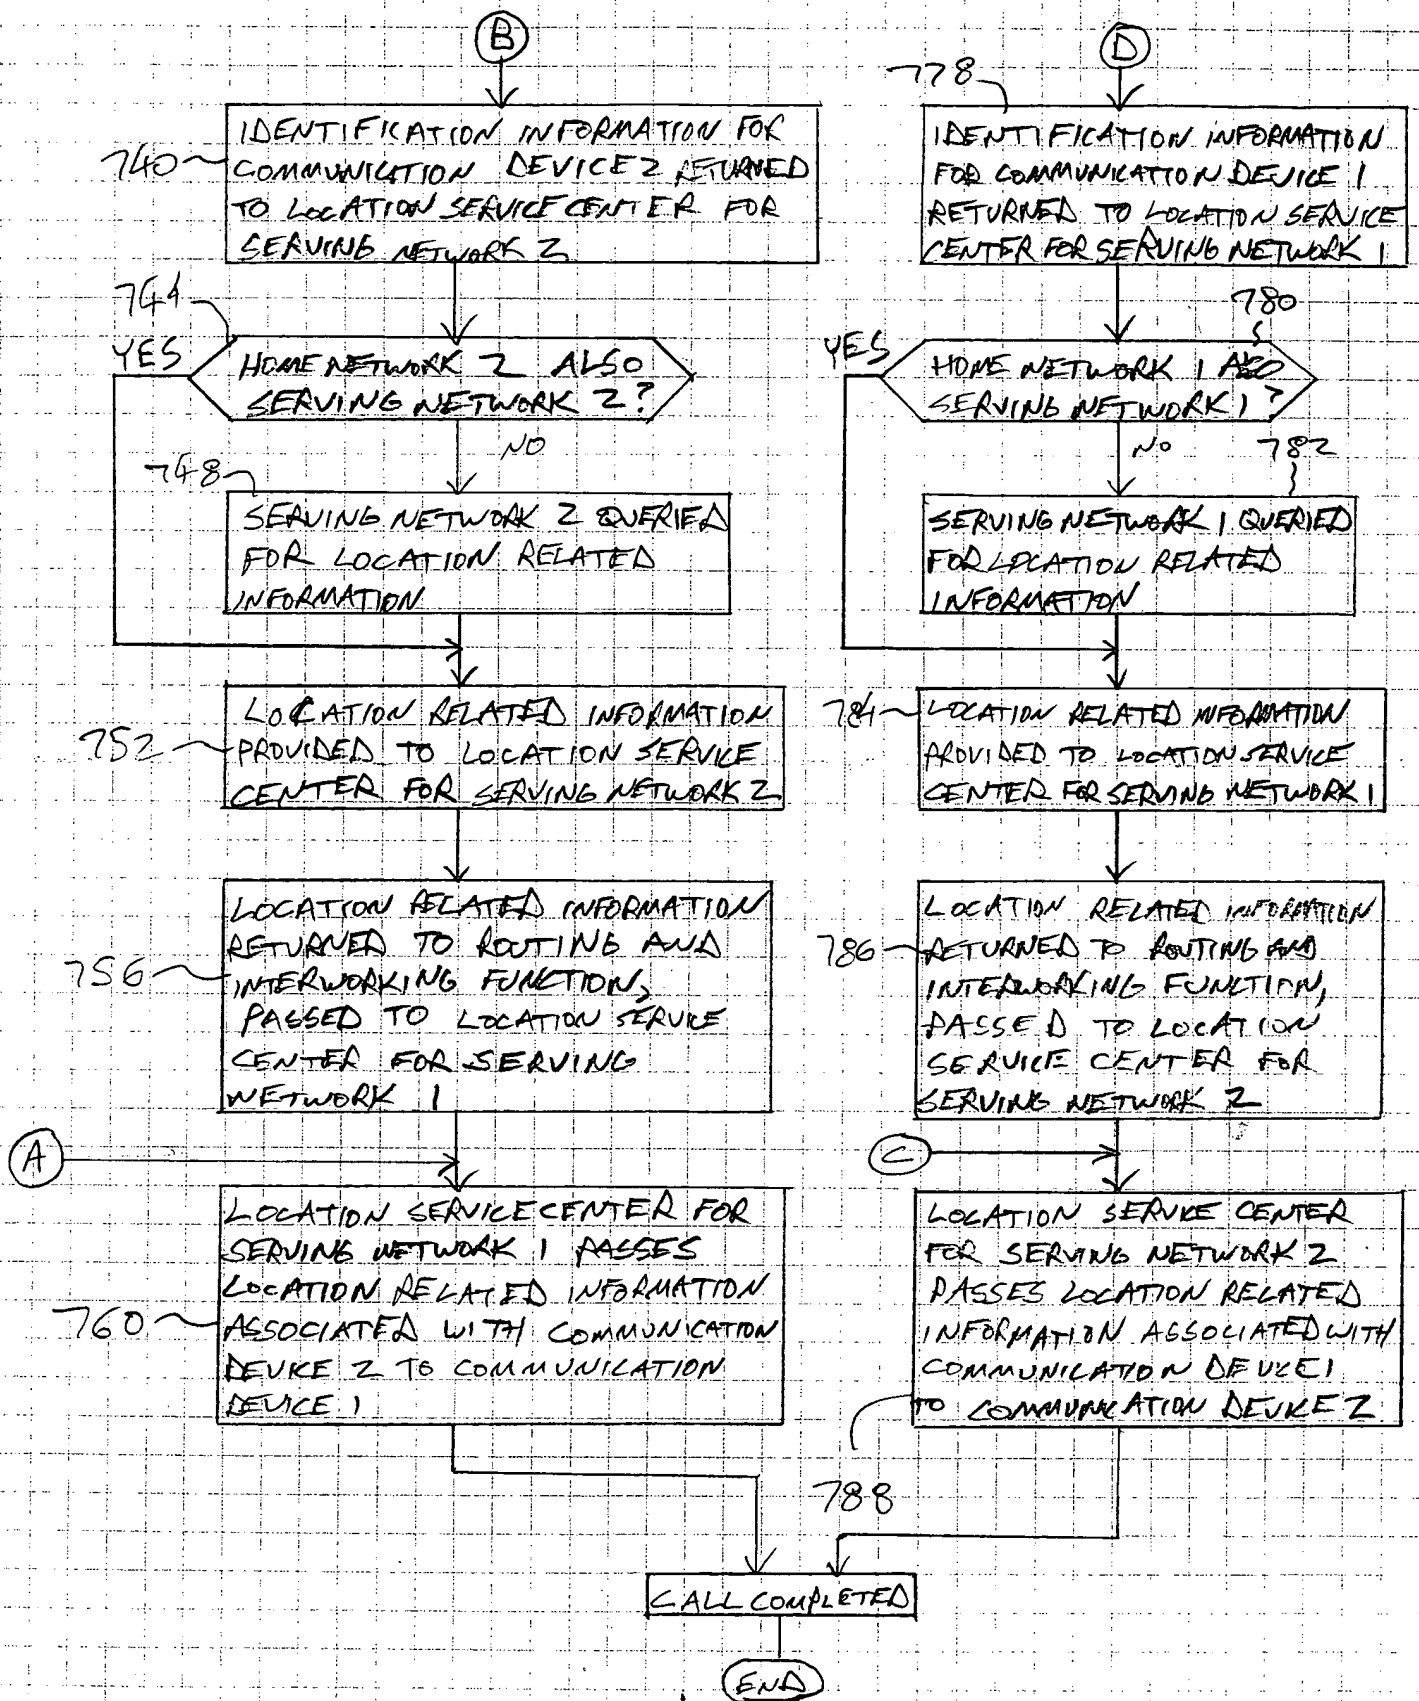 B
740
IDENTIFICATION INFORMATION FOR
COMMUNICATION DEVICE 2 RETURNED
TO LOCATION SERVICE CENTER FOR
SERVING NETWORK 2
744
YES
HOME NETWORK 2 ALSO
SERVING NETWORK 2?
NO
748
SERVING NETWORK 2 QUERIED
FOR LOCATION RELATED
INFORMATION
752
LOCATION RELATED INFORMATION
PROVIDED TO LOCATION SERVICE
CENTER FOR SERVING NETWORK 2
756
LOCATION RELATED INFORMATION
RETURNED TO ROUTING AND
INTERWORKING FUNCTION,
PASSED TO LOCATION SERVICE
CENTER FOR SERVING
NETWORK 1
A
760
LOCATION SERVICE CENTER FOR
SERVING NETWORK 1 PASSES
LOCATION RELATED INFORMATION
ASSOCIATED WITH COMMUNICATION
DEVICE 2 TO COMMUNICATION
DEVICE 1
D
778
IDENTIFICATION INFORMATION
FOR COMMUNICATION DEVICE 1
RETURNED TO LOCATION SERVICE
CENTER FOR SERVING NETWORK 1
780
YES
HOME NETWORK 1 ALSO
SERVING NETWORK 1?
NO
782
SERVING NETWORK 1 QUERIED
FOR LOCATION RELATED
INFORMATION
784
LOCATION RELATED INFORMATION
PROVIDED TO LOCATION SERVICE
CENTER FOR SERVING NETWORK 1
786
LOCATION RELATED INFORMATION
RETURNED TO ROUTING AND
INTERWORKING FUNCTION,
PASSED TO LOCATION
SERVICE CENTER FOR
SERVING NETWORK 2
C
LOCATION SERVICE CENTER
FOR SERVING NETWORK 2
PASSES LOCATION RELATED
INFORMATION ASSOCIATED WITH
COMMUNICATION DEVICE 1
TO COMMUNICATION DEVICE 2
788
CALL COMPLETED
END